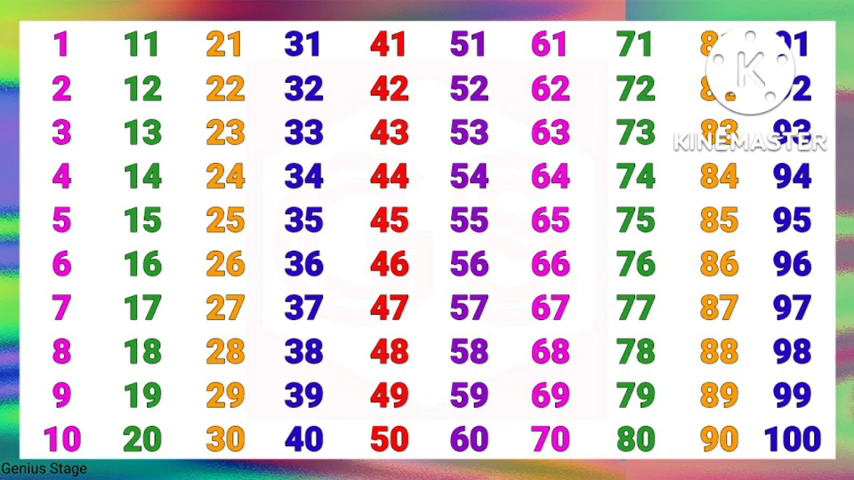 1 11 21 31 41 51 61 71
2 12 22 32 42 52 62 72
3 13 23 33 43 53 63 73 83 93
4 14 24 34 44 54 64 74 84 94
5 15 25 35 45 55 65 75 85 95
6 16 26 36 46 56 66 76 86 96
7 17 27 37 47 57 67 77 87 97
8 18 28 38 48 58 68 78 88 98
9 19 29 39 49 59 69 79 89 99
10 20 30 40 50 60 70 80 90 100
K
KINEMASTER
Genius Stage